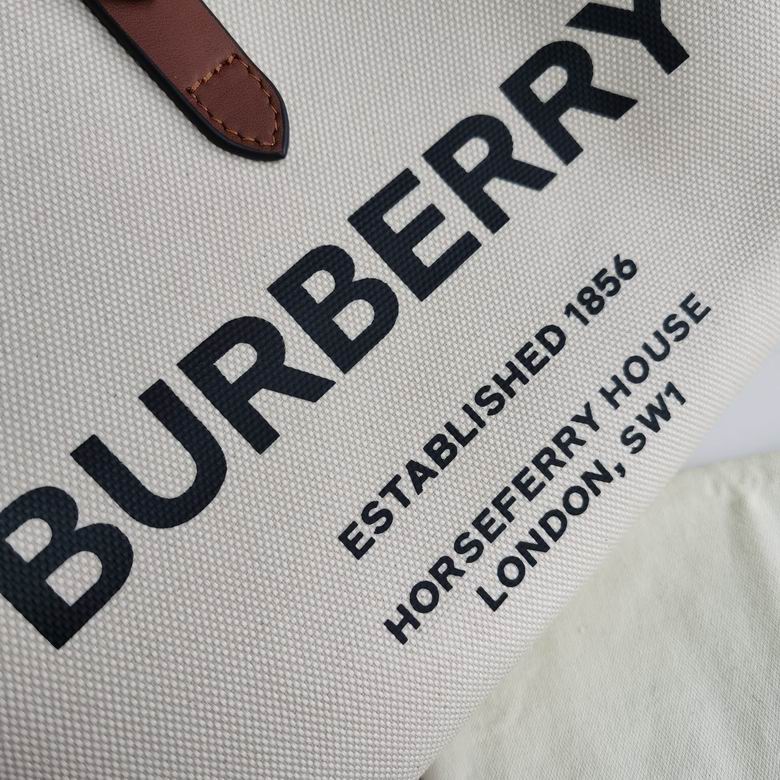 BURBERRY
ESTABLISHED 1856
HORSEFERRY HOUSE
LONDON, SW1